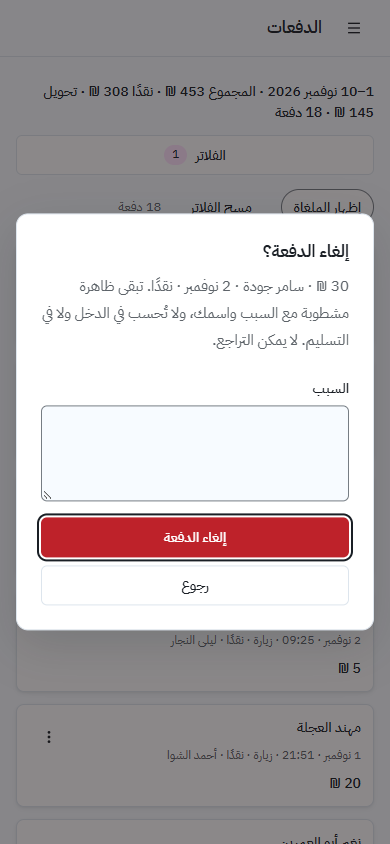 الدفعات
1–10 نوفمبر 2026 · المجموع 453 ₪ · نقدًا 308 ₪ · تحويل
145 ₪ · 18 دفعة
الفلاتر 1
إظهار الملغاة مسح الفلاتر 18 دفعة
إلغاء الدفعة؟
30 ₪ · سامر جودة · 2 نوفمبر · نقدًا. تبقى ظاهرة
مشطوبة مع السبب واسمك، ولا تُحسب في الدخل ولا في
التسليم. لا يمكن التراجع.
السبب
إلغاء الدفعة
رجوع
2 نوفمبر · 09:25 · زيارة · نقدًا · ليلى النجار
5 ₪
مهند العجلة
1 نوفمبر · 21:51 · زيارة · نقدًا · أحمد الشوا
20 ₪